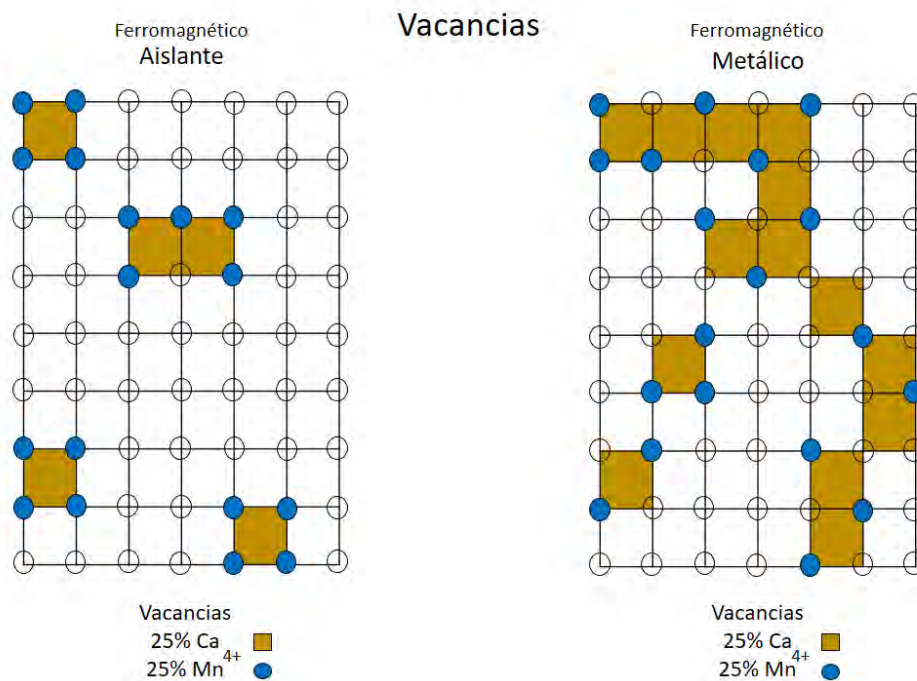 Vacancias
Ferromagnético
Aislante
Ferromagnético
Metálico
Vacancias
25% Ca
25% Mn4+
Vacancias
25% Ca
25% Mn4+